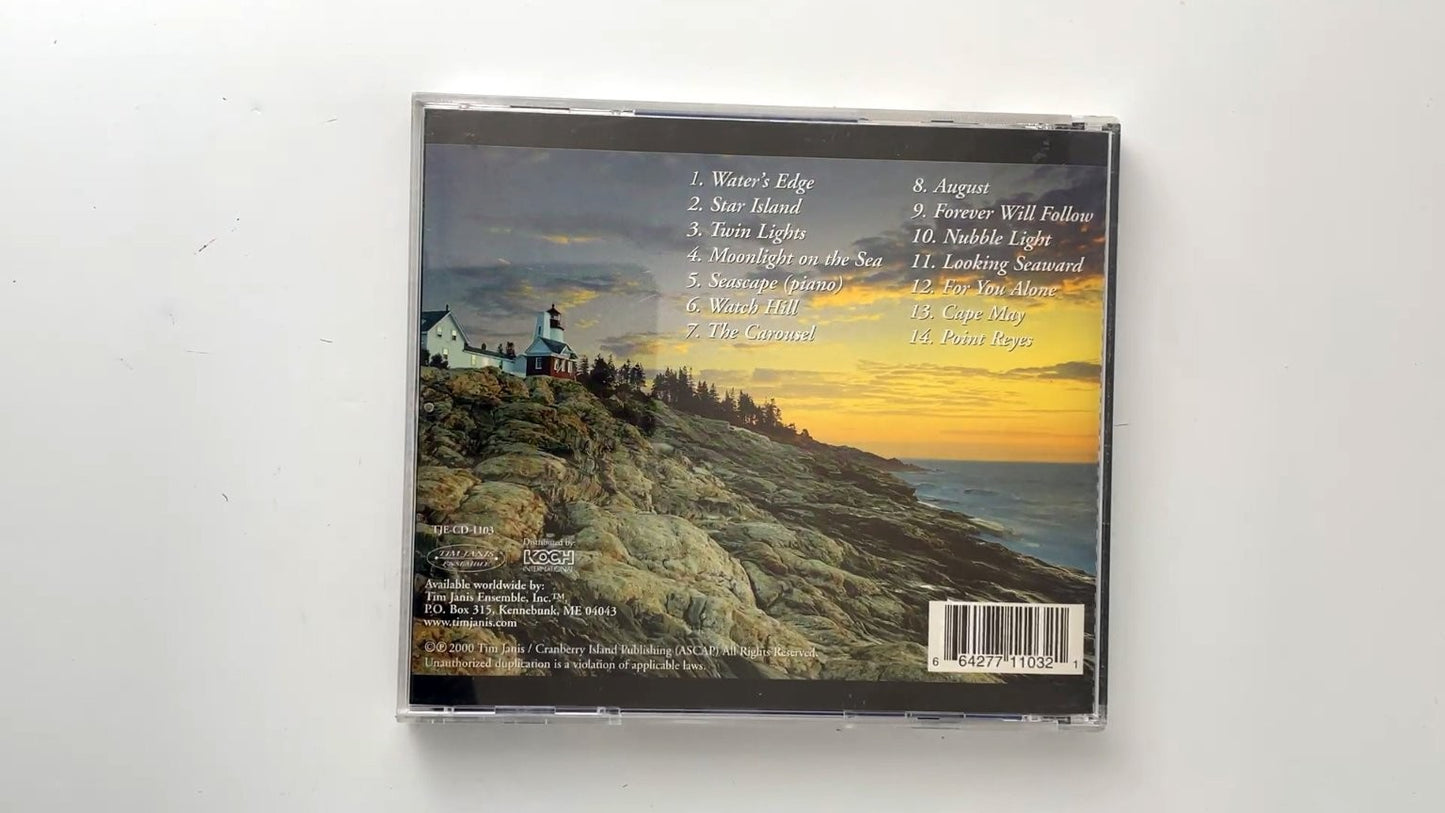 1. Water's Edge
2. Star Island
3. Twin Lights
4. Moonlight on the Sea
5. Seascape (piano)
6. Watch Hill
7. The Carousel
8. August
9. Forever Will Follow
10. Nubble Light
11. Looking Seaward
12. For You Alone
13. Cape May
14. Point Reyes
TJE-CD-1103
TIM JANIS
ENSEMBLE
Distributed by:
KOCH
INTERNATIONAL
Available worldwide by:
Tim Janis Ensemble, Inc.™
P.O. Box 315, Kennebunk, ME 04043
www.timjanis.com
©℗ 2000 Tim Janis / Cranberry Island Publishing (ASCAP) All Rights Reserved.
Unauthorized duplication is a violation of applicable laws.
6 64277 11032 1